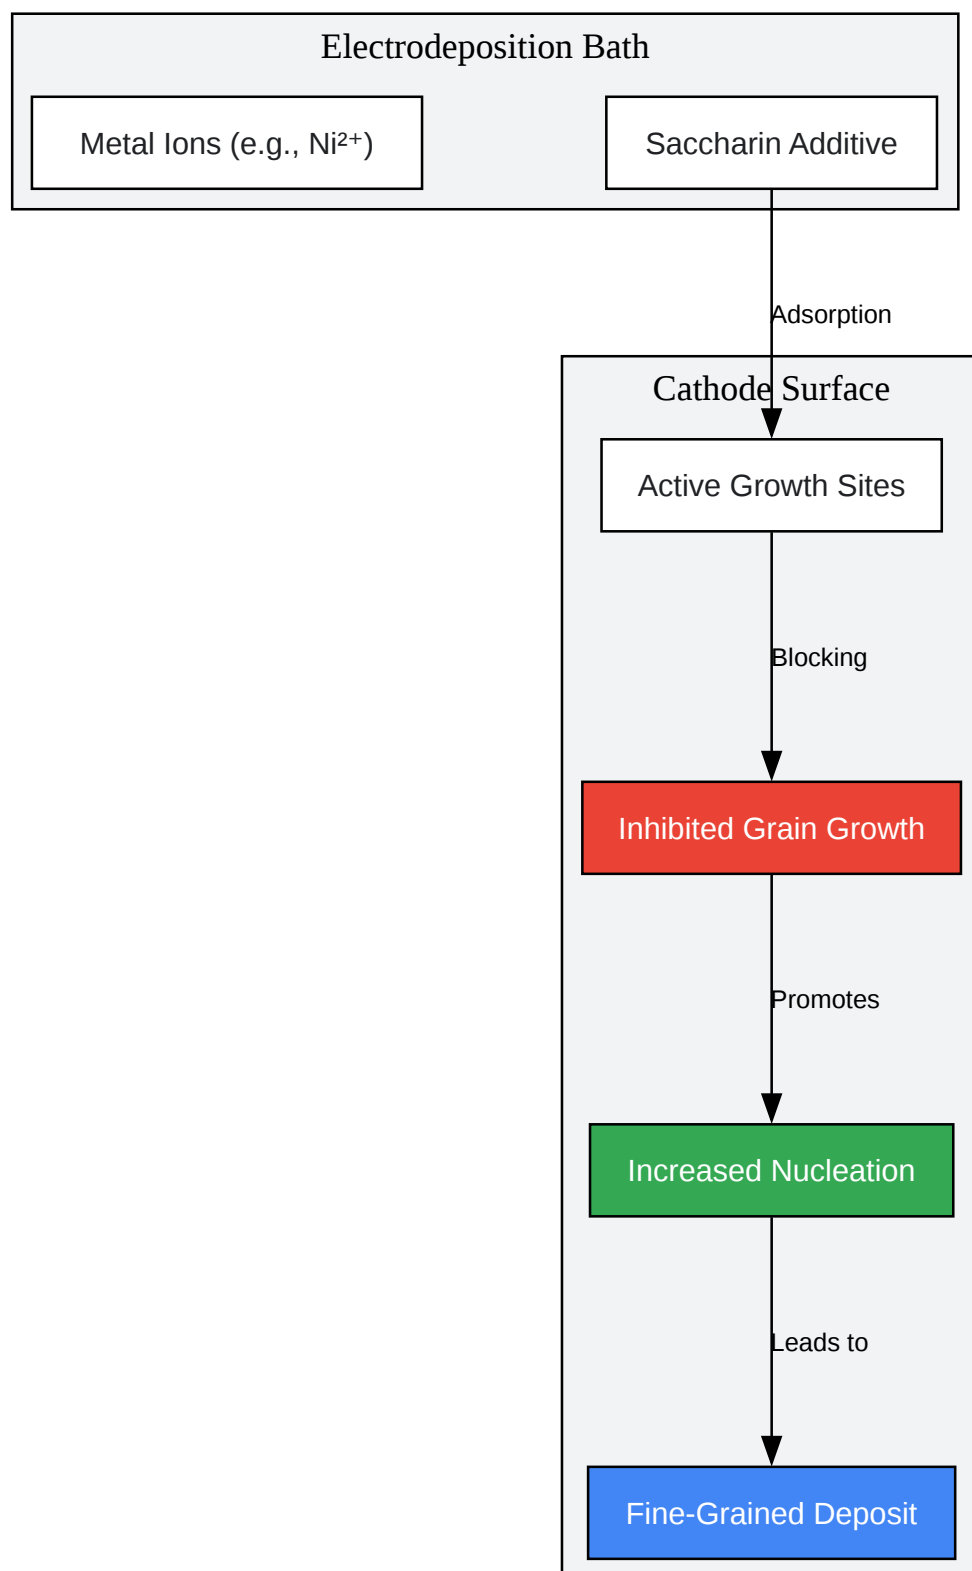 Electrodeposition Bath
Metal Ions (e.g., Ni²⁺)
Saccharin Additive
Adsorption
Cathode Surface
Active Growth Sites
Blocking
Inhibited Grain Growth
Promotes
Increased Nucleation
Leads to
Fine-Grained Deposit